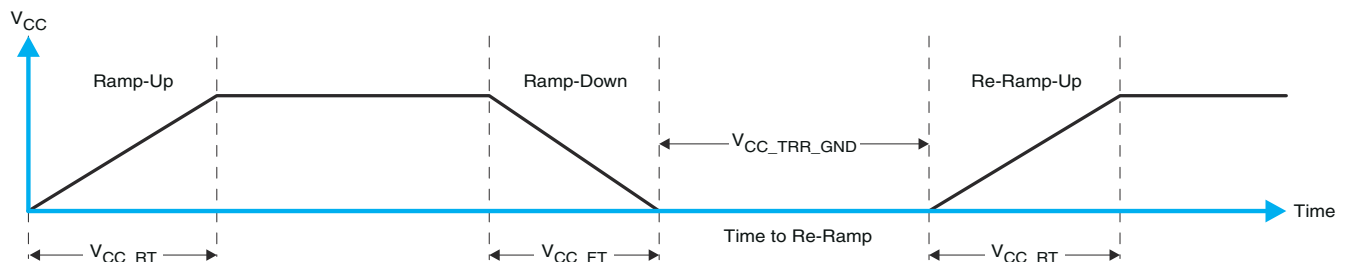 VCC
Ramp-Up
Ramp-Down
Re-Ramp-Up
VCC_TRR_GND
Time
Time to Re-Ramp
VCC_RT
VCC_FT
VCC_RT